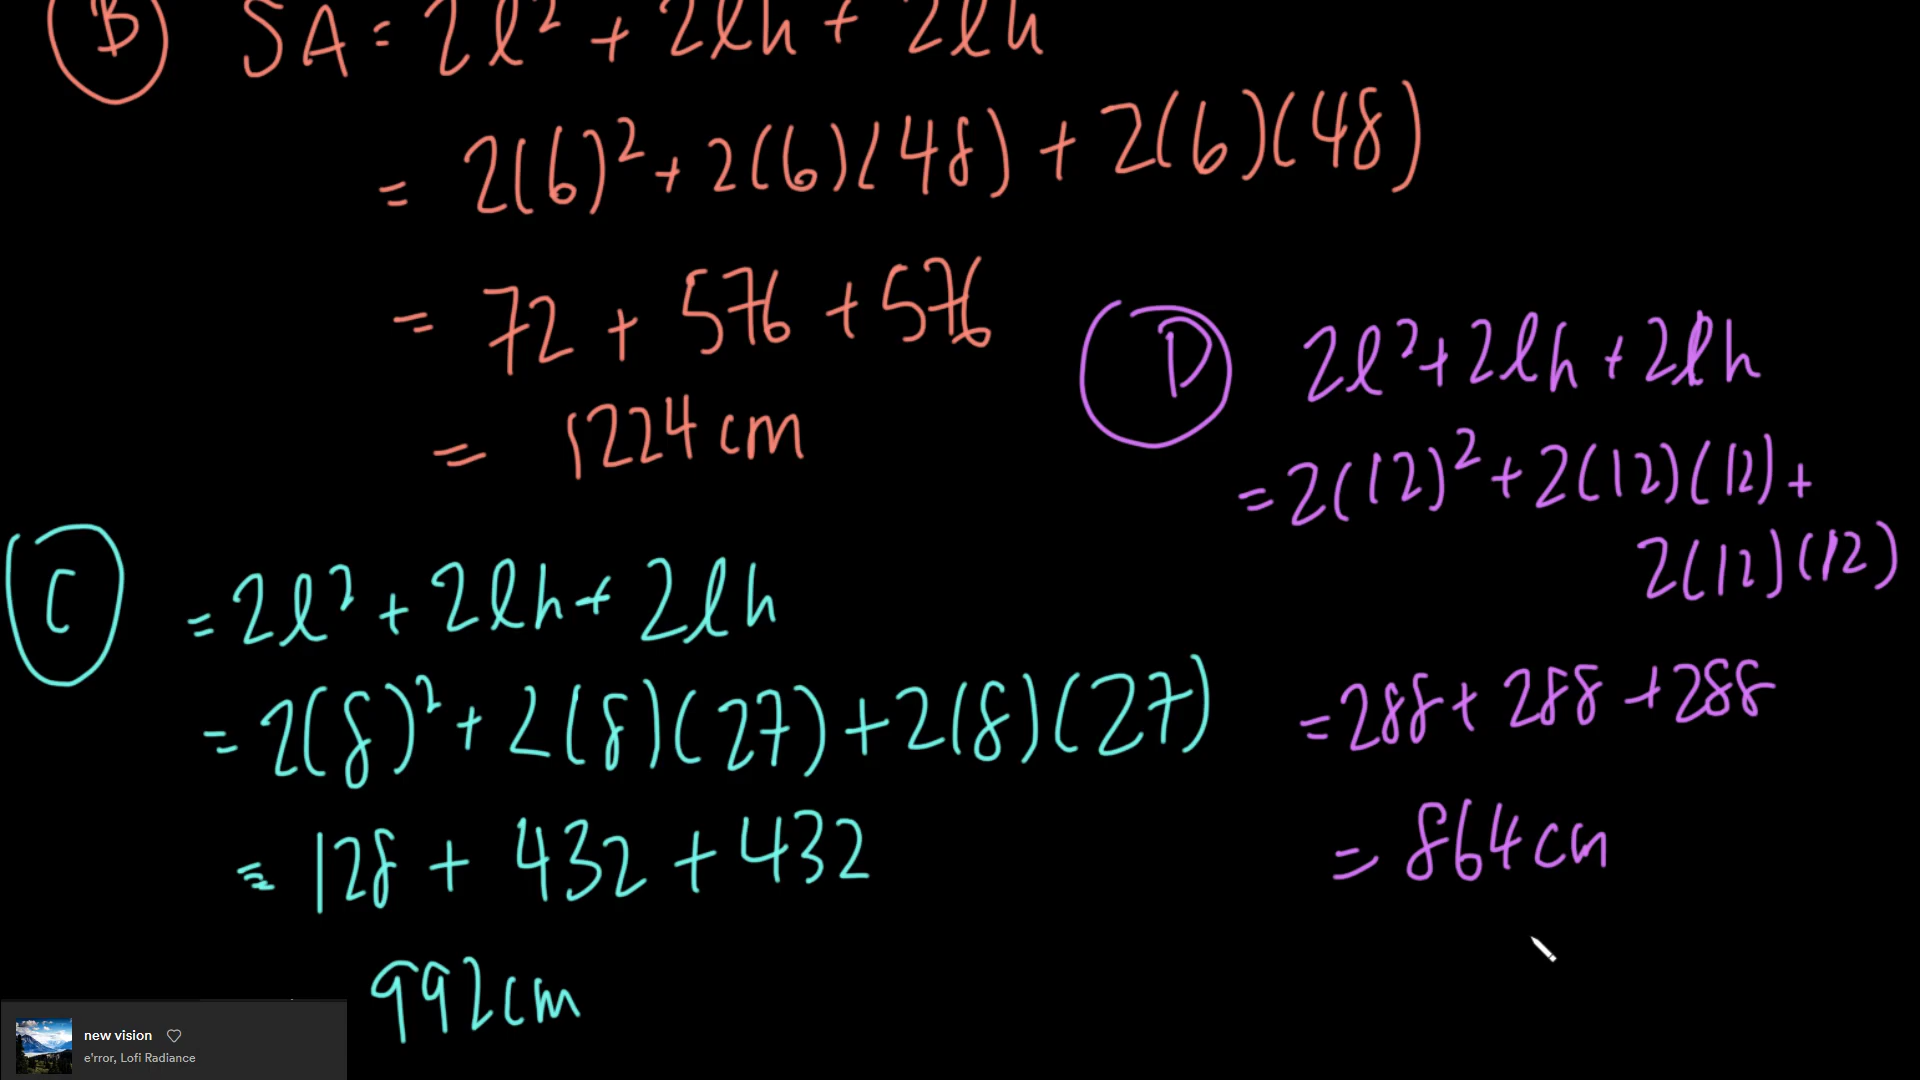 B SA = 2l² + 2lh + 2lh
= 2(6)² + 2(6)(48) + 2(6)(48)
= 72 + 576 + 576
= 1224 cm
C = 2l² + 2lh + 2lh
= 2(8)² + 2(8)(27) + 2(8)(27)
= 128 + 432 + 432
992 cm
D 2l² + 2lh + 2lh
= 2(12)² + 2(12)(12) +
2(12)(12)
= 288 + 288 + 288
= 864 cm
new vision
e'rror, Lofi Radiance